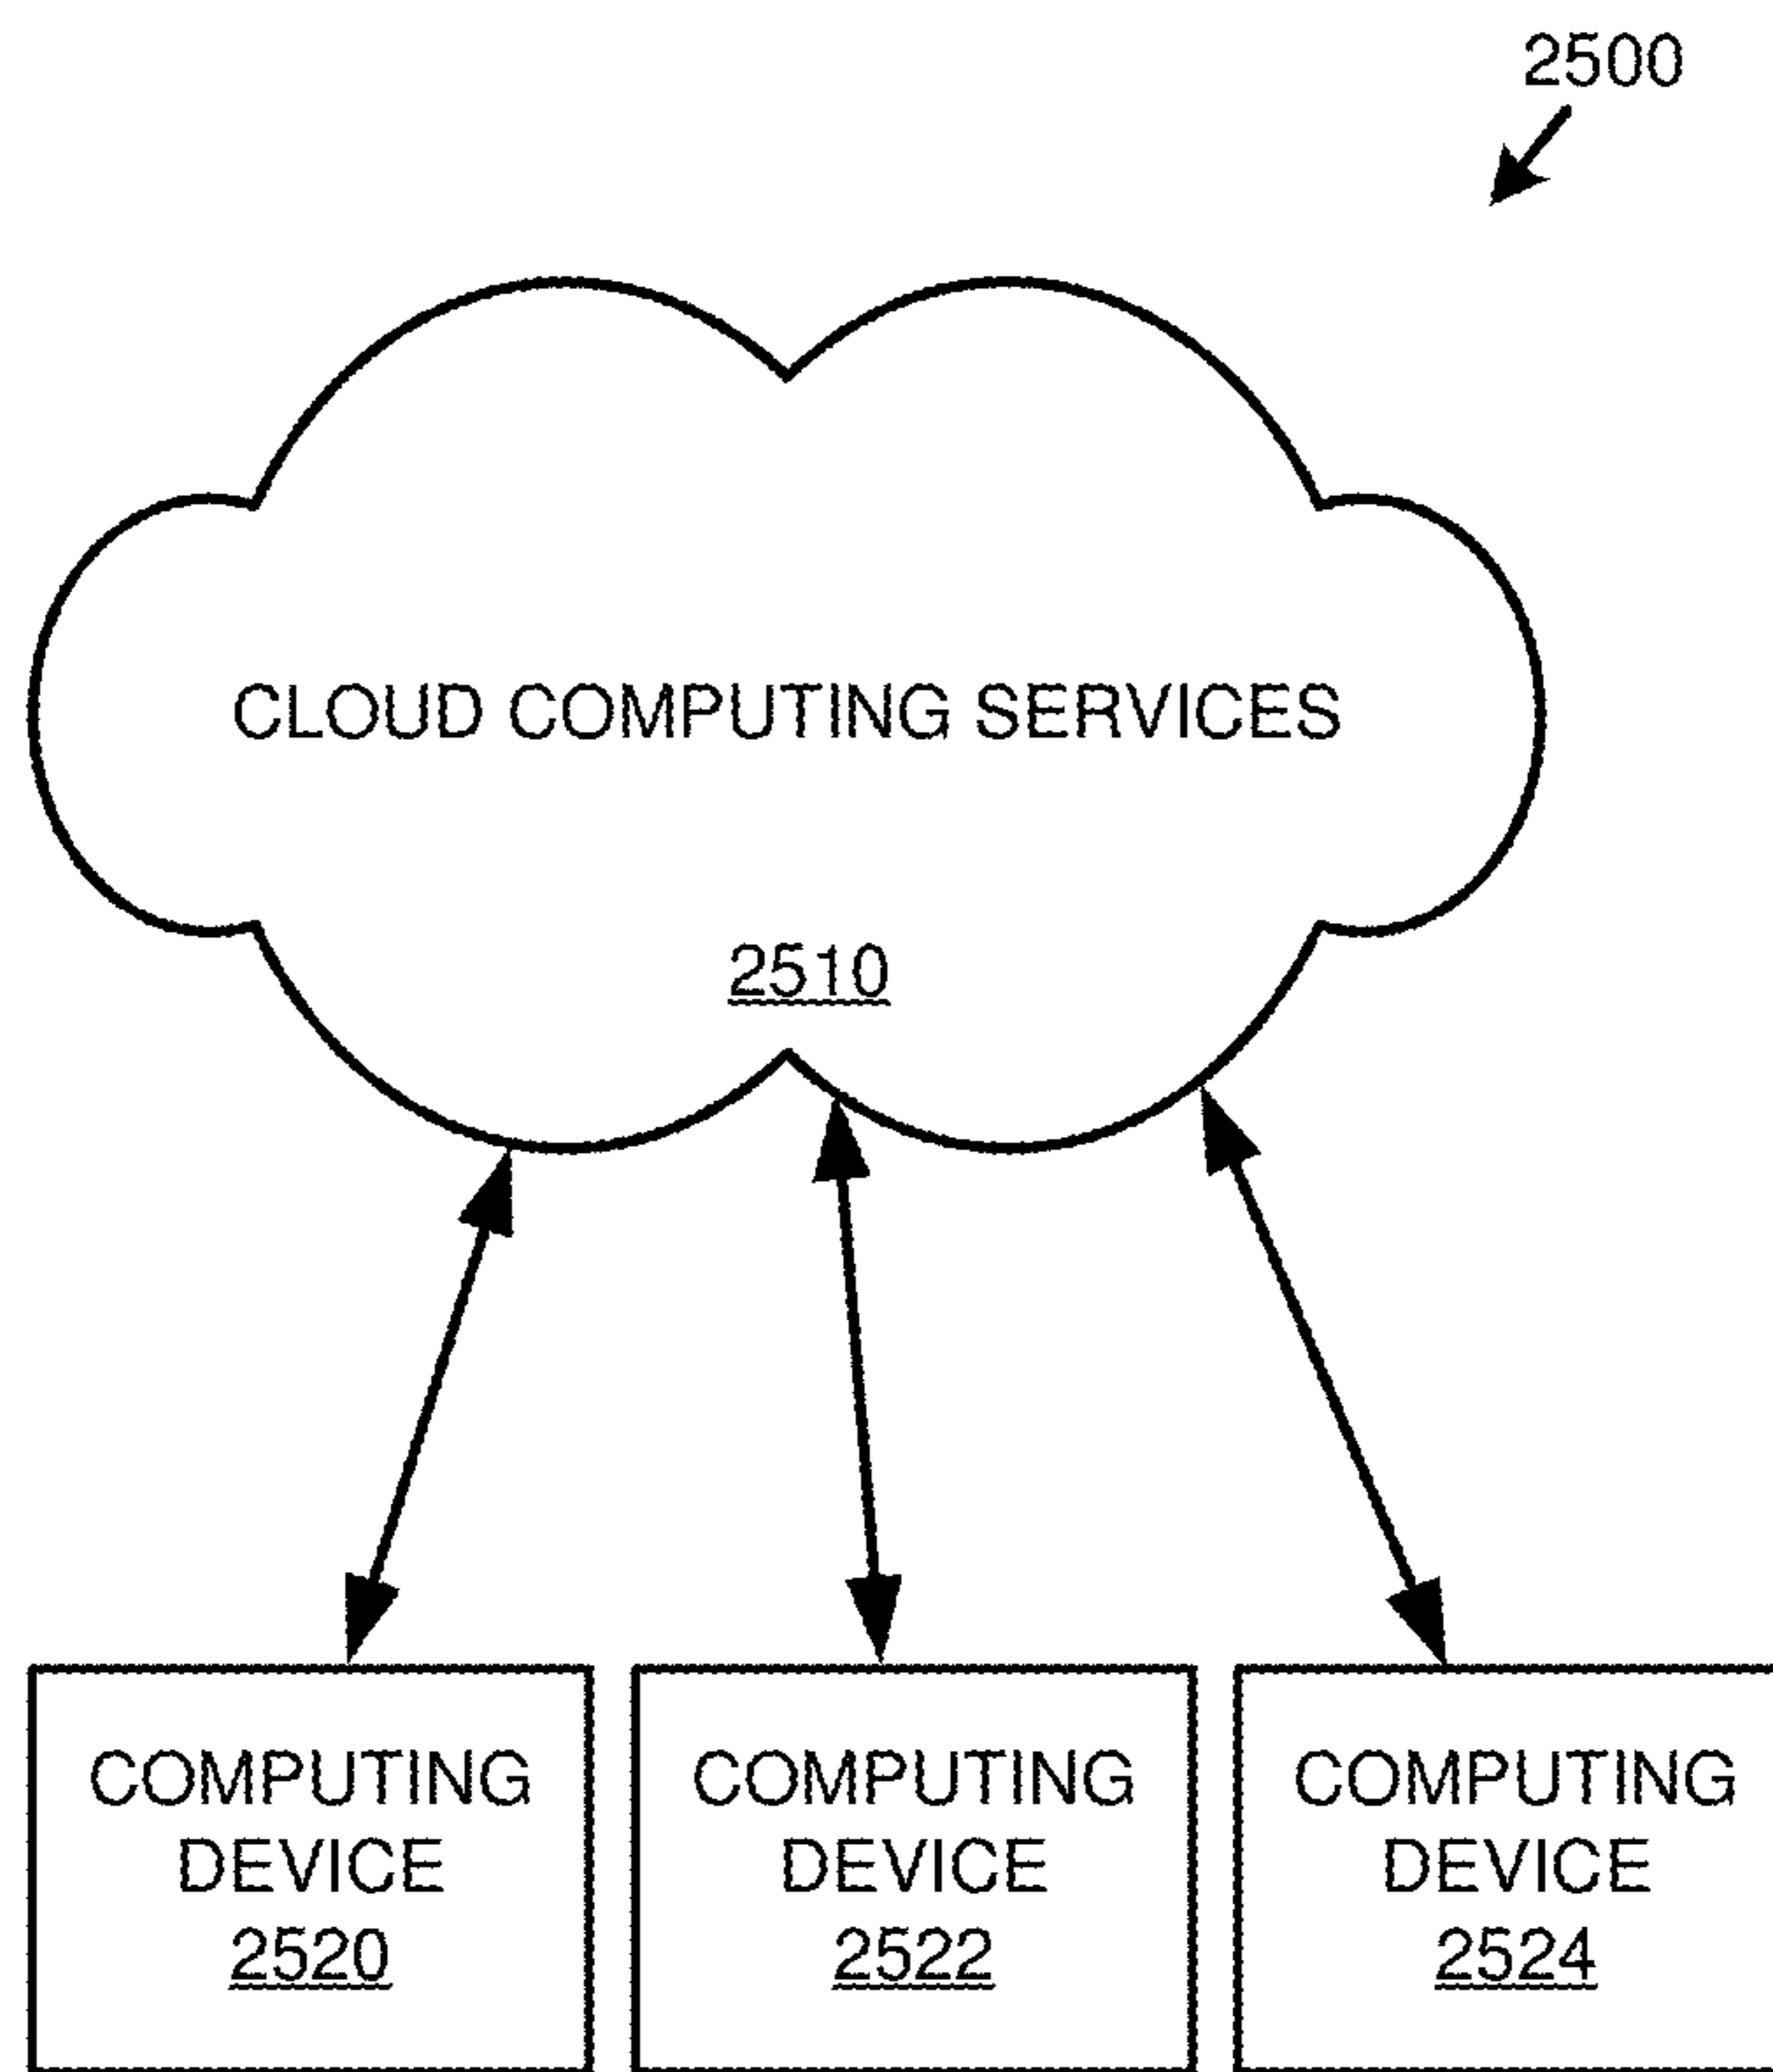 2500
CLOUD COMPUTING SERVICES
2510
COMPUTING
DEVICE
2520
COMPUTING
DEVICE
2522
COMPUTING
DEVICE
2524